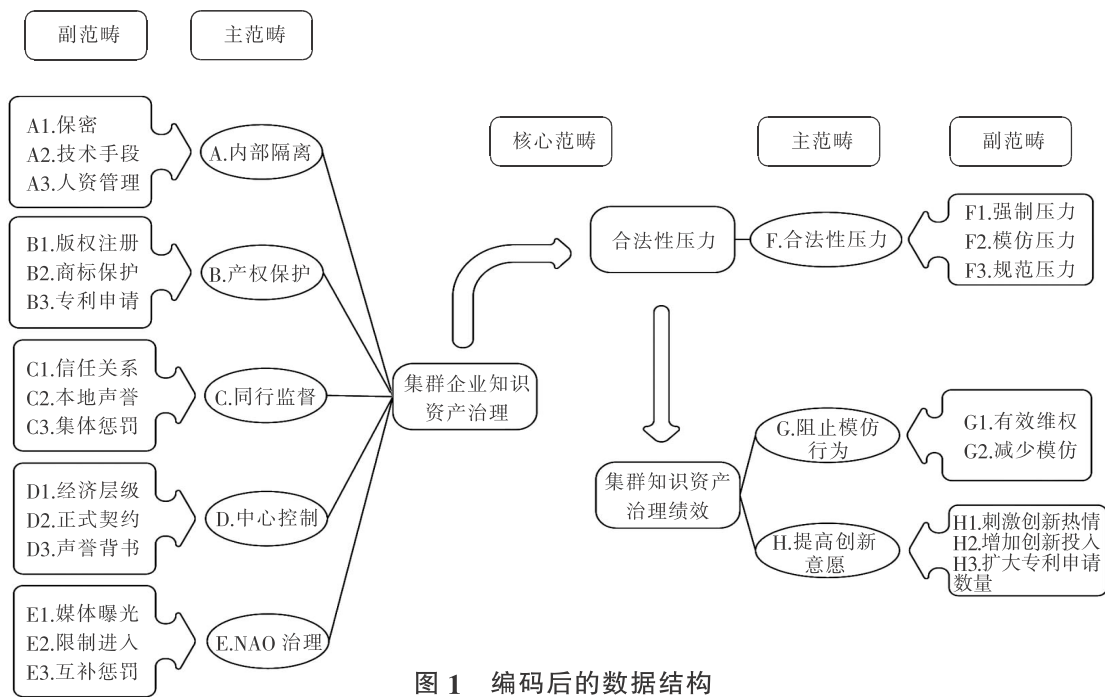 副范畴
主范畴
A1.保密
A2.技术手段
A3.人资管理
A.内部隔离
B1.版权注册
B2.商标保护
B3.专利申请
B.产权保护
C1.信任关系
C2.本地声誉
C3.集体惩罚
C.同行监督
D1.经济层级
D2.正式契约
D3.声誉背书
D.中心控制
E1.媒体曝光
E2.限制进入
E3.互补惩罚
E.NAO 治理
集群企业知识
资产治理
核心范畴
主范畴
副范畴
合法性压力
F.合法性压力
F1.强制压力
F2.模仿压力
F3.规范压力
集群知识资产
治理绩效
G.阻止模仿
行为
G1.有效维权
G2.减少模仿
H.提高创新
意愿
H1.刺激创新热情
H2.增加创新投入
H3.扩大专利申请
数量
图 1 编码后的数据结构